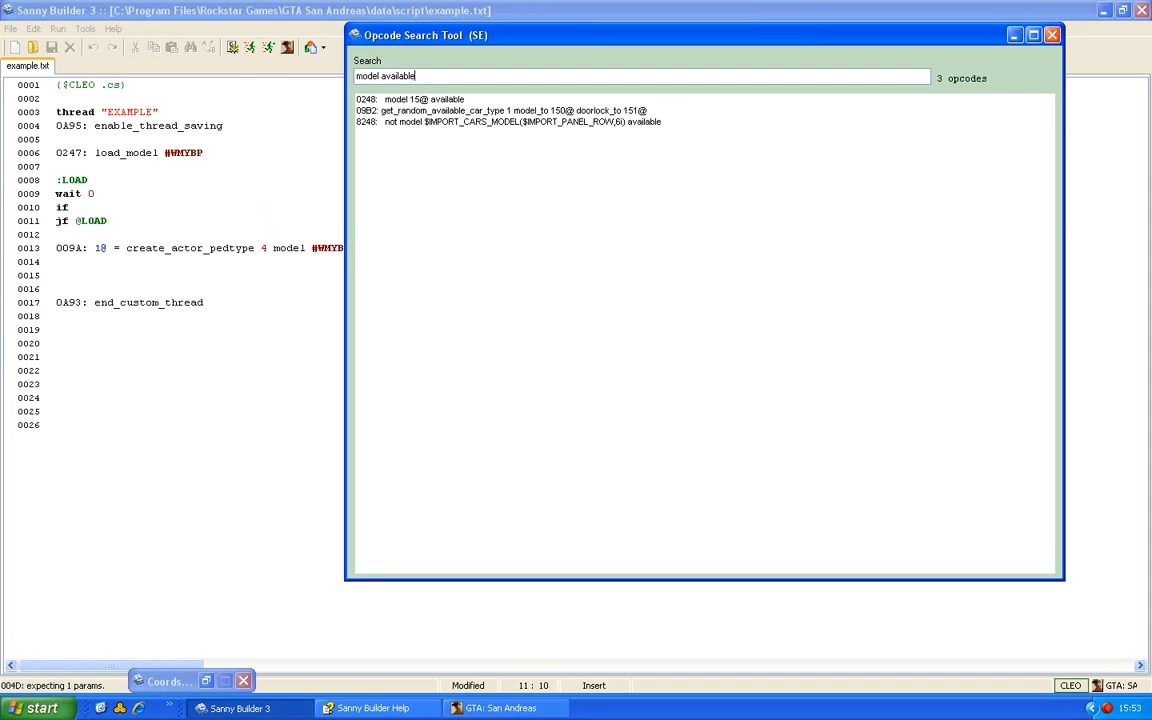 Sanny Builder 3 :: [C:\Program Files\Rockstar Games\GTA San Andreas\data\script\example.txt]
File Edit Run Tools Help
example.txt
0001 {$CLEO .cs}
0002
0003 thread "EXAMPLE"
0004 0A95: enable_thread_saving
0005
0006 0247: load_model #WMYBP
0007
0008 :LOAD
0009 wait 0
0010 if
0011 jf @LOAD
0012
0013 009A: 1@ = create_actor_pedtype 4 model #WMYB
0014
0015
0016
0017 0A93: end_custom_thread
0018
0019
0020
0021
0022
0023
0024
0025
0026
Opcode Search Tool (SE)
Search
model available
3 opcodes
0248: model 15@ available
09B2: get_random_available_car_type 1 model_to 150@ doorlock_to 151@
8248: not model $IMPORT_CARS_MODEL($IMPORT_PANEL_ROW,6i) available
Coords...
004D: expecting 1 params.
Modified
11 : 10
Insert
CLEO
GTA: SA
start
Sanny Builder 3
Sanny Builder Help
GTA: San Andreas
15:53